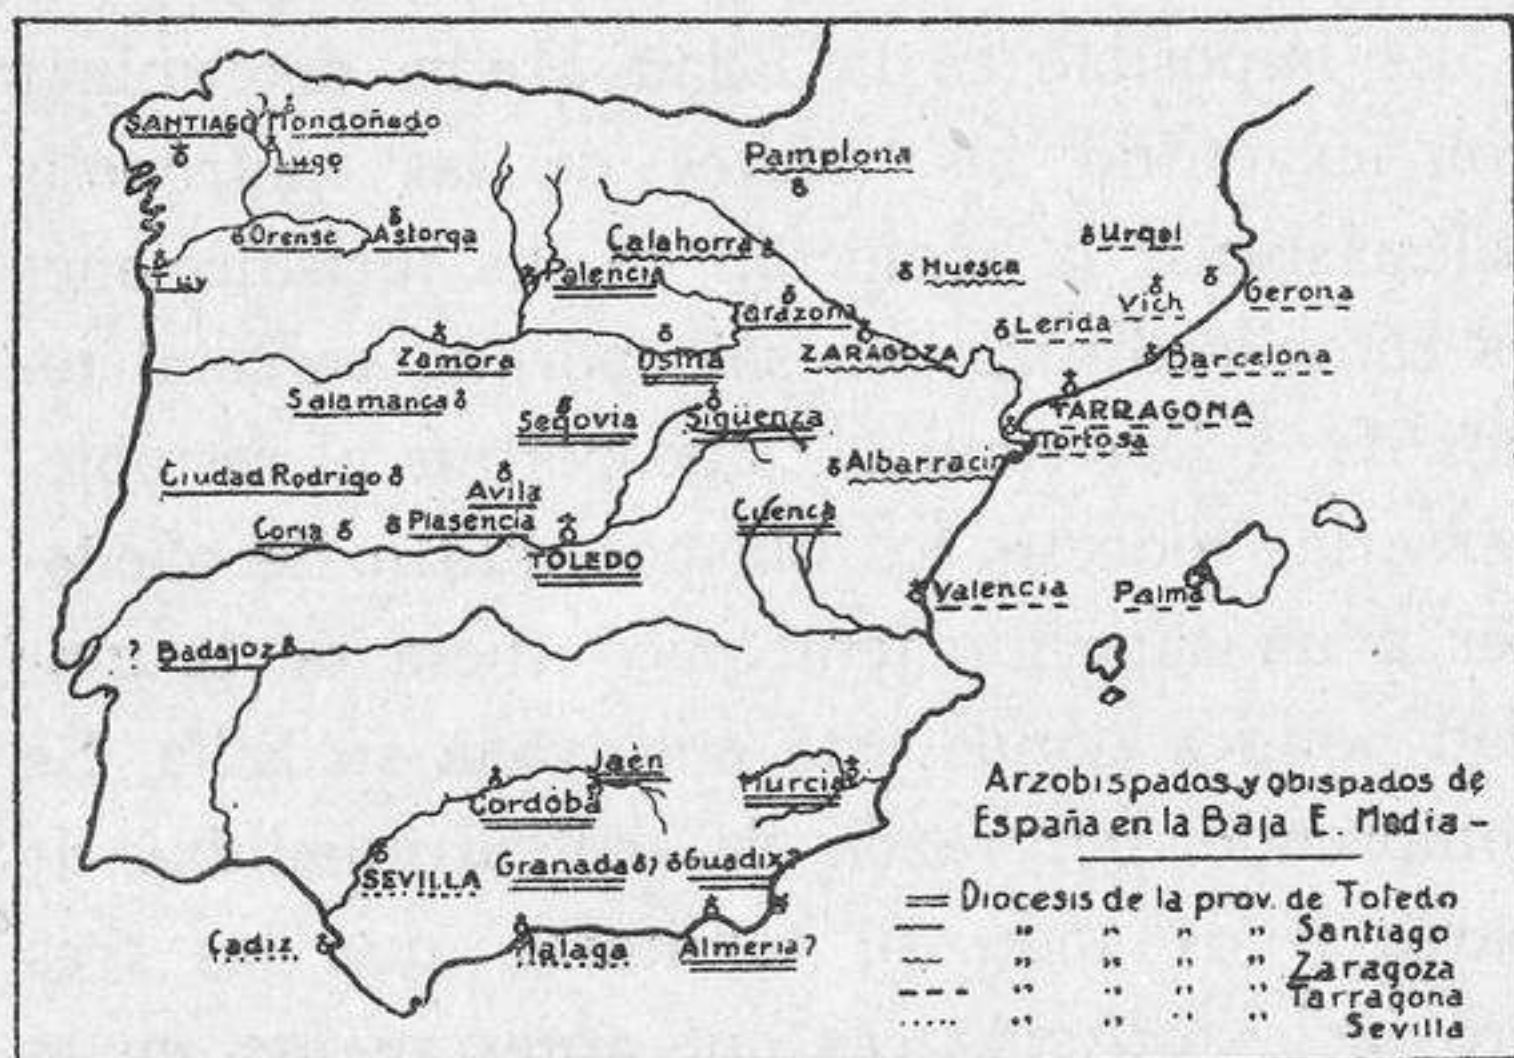 SANTIAGO
Mondoñedo
Lugo
Pamplona
Orense
Astorga
Calahorra
Urgel
Tuy
Palencia
Huesca
Vich
Gerona
Tarazona
Lerida
Zamora
Osma
ZARAGOZA
Barcelona
Salamanca
Segovia
Sigüenza
TARRAGONA
Tortosa
Ciudad Rodrigo
Avila
Albarracin
Coria
Plasencia
Cuenca
TOLEDO
Valencia
Palma
? Badajoz
Jaén
Murcia
Cordóba
SEVILLA
Granada ?
Guadix?
Cadiz
Malaga
Almeria?
Arzobispados y obispados de
España en la Baja E. Media -
Diocesis de la prov. de Toledo
" " " " Santiago
" " " " Zaragoza
" " " " Tarragona
" " " " Sevilla